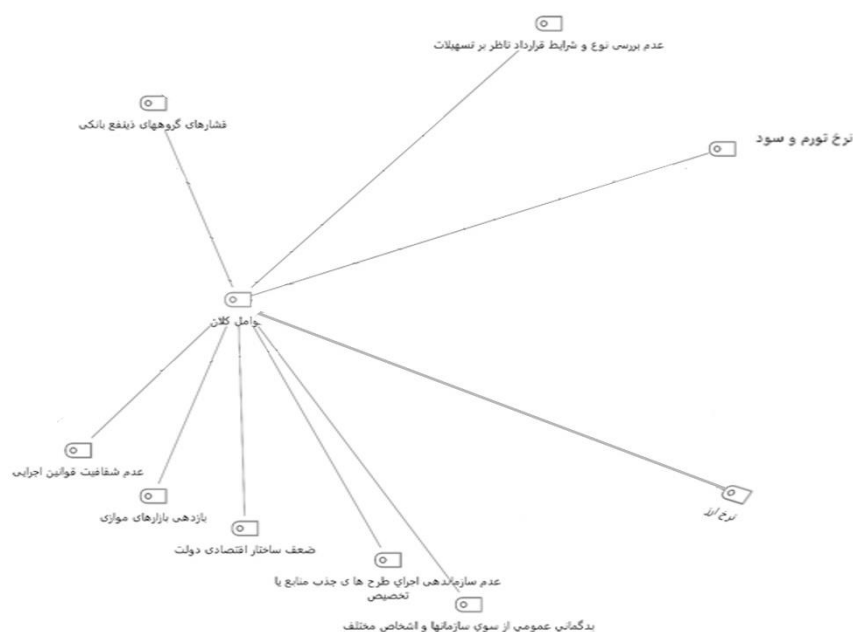 عدم بررسی نوع و شرایط قرارداد ناظر بر تسهیلات
فشارهای گروههای ذینفع بانکی
نرخ تورم و سود
عوامل کلان
عدم شفافیت قوانین اجرایی
بازدهی بازارهای موازی
نرخ ارز
ضعف ساختار اقتصادی دولت
عدم سازماندهی اجرای طرح ها ی جذب منابع یا
تخصیص
بدگمانی عمومی از سوی سازمانها و اشخاص مختلف